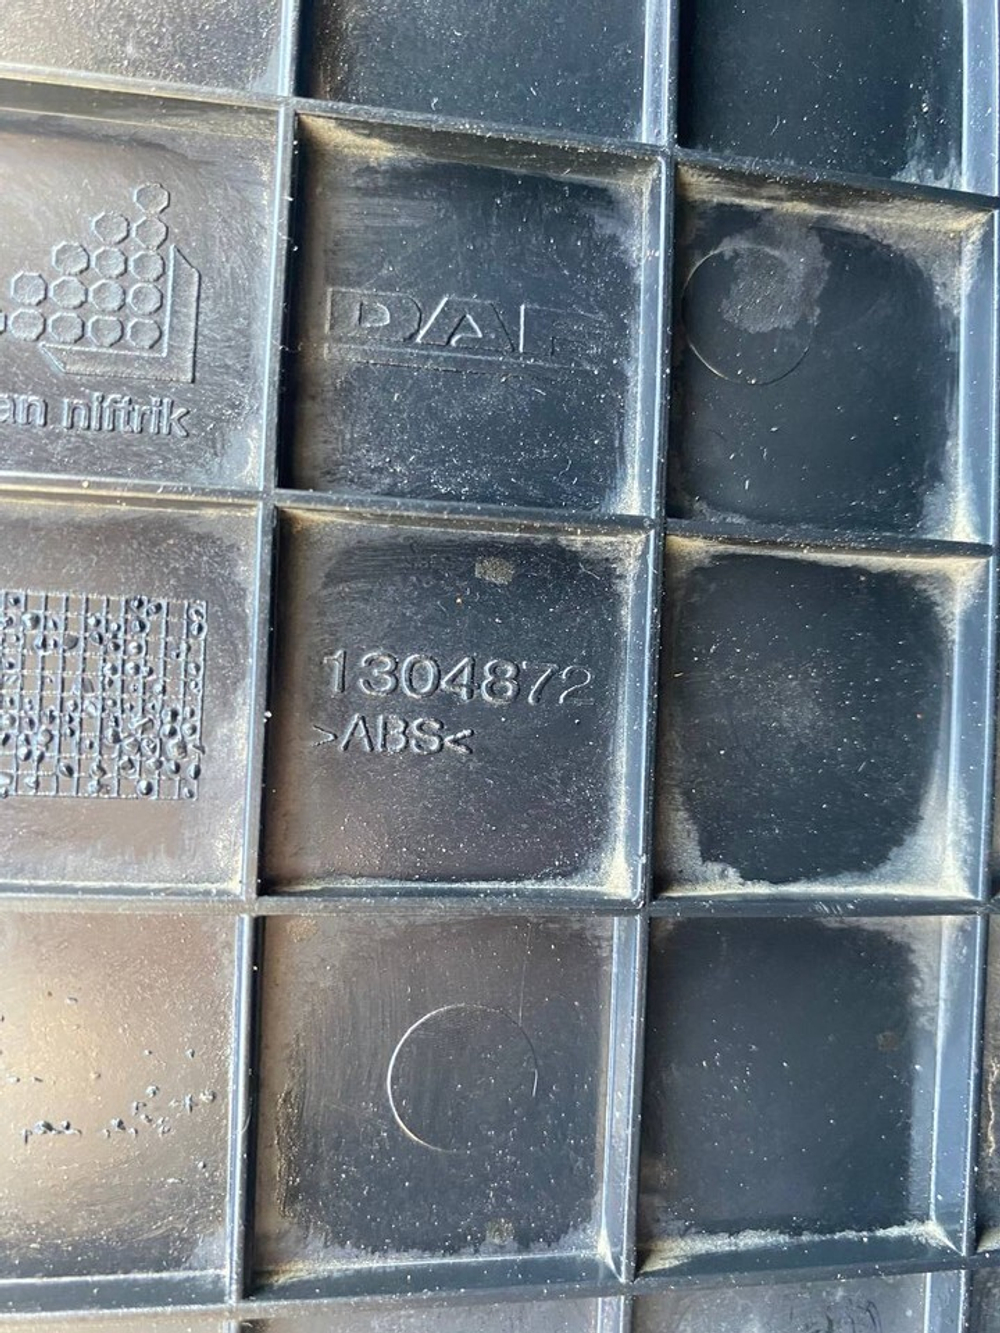 DAF
an niftrik
1304872
>ABS<